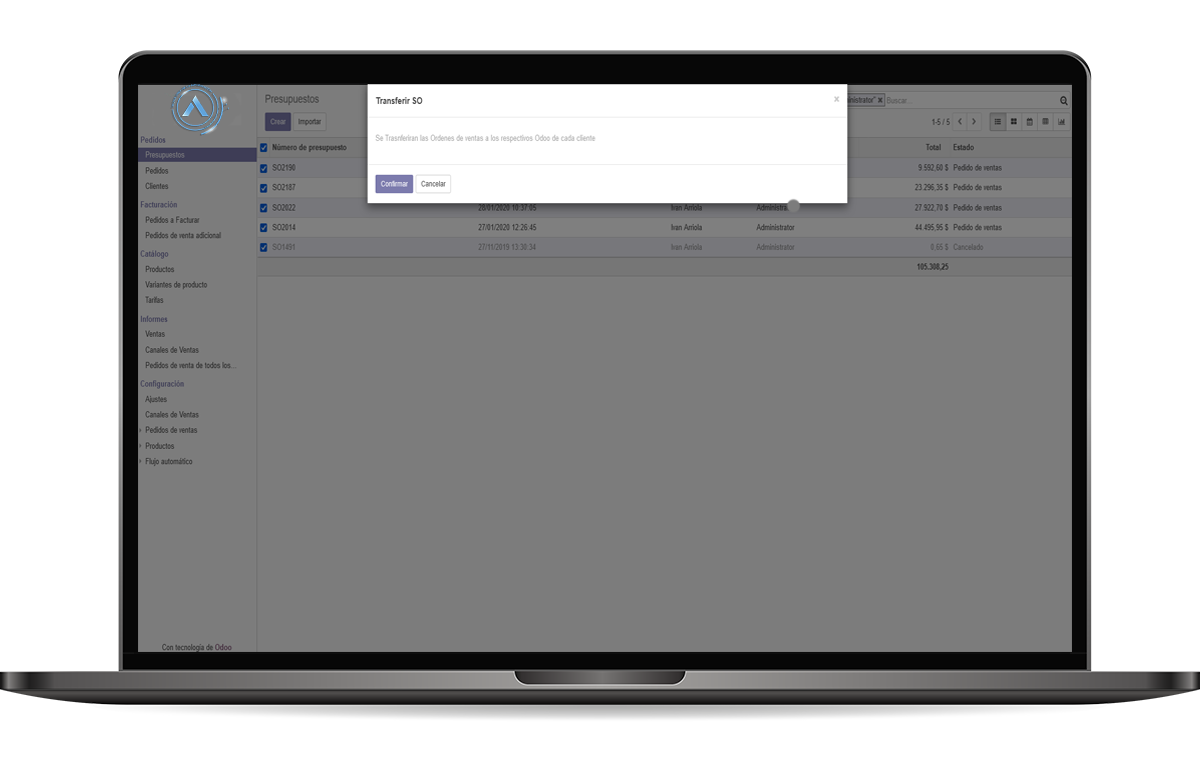 Presupuestos
Crear Importar
Transferir SO x
Se Trasnferiran las Ordenes de ventas a los respectivos Odoo de cada cliente
Confirmar Cancelar
ministrator" x Buscar...
1-5 / 5
Pedidos
Presupuestos
Pedidos
Clientes
Facturación
Pedidos a Facturar
Pedidos de venta adicional
Catálogo
Productos
Variantes de producto
Tarifas
Informes
Ventas
Canales de Ventas
Pedidos de venta de todos los...
Configuración
Ajustes
Canales de Ventas
Pedidos de ventas
Productos
Flujo automático
Con tecnología de Odoo
Número de presupuesto Total Estado
SO2190 9.592,60 $ Pedido de ventas
SO2187 23.296,35 $ Pedido de ventas
SO2022 28/01/2020 10:37:05 Iran Arriola Administra 27.922,70 $ Pedido de ventas
SO2014 27/01/2020 12:26:45 Iran Arriola Administrator 44.495,95 $ Pedido de ventas
SO1491 27/11/2019 13:30:34 Iran Arriola Administrator 0,65 $ Cancelado
105.308,25